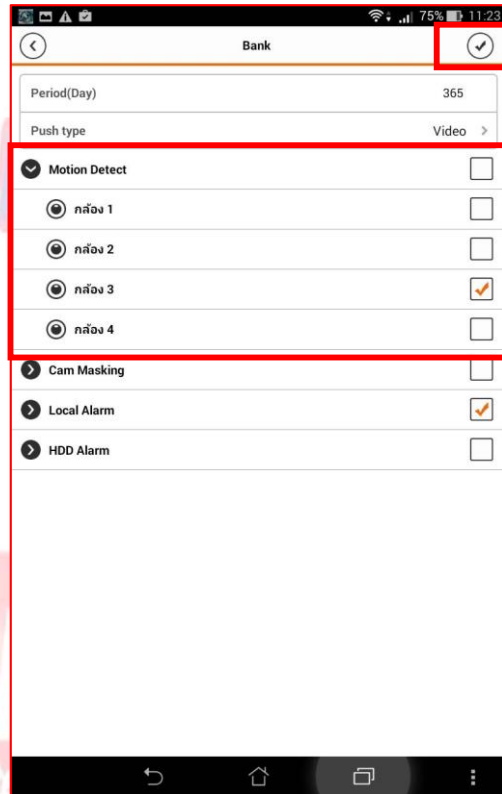 75% 11:23
Bank
Period(Day) 365
Push type Video
Motion Detect
กล้อง 1
กล้อง 2
กล้อง 3
กล้อง 4
Cam Masking
Local Alarm
HDD Alarm